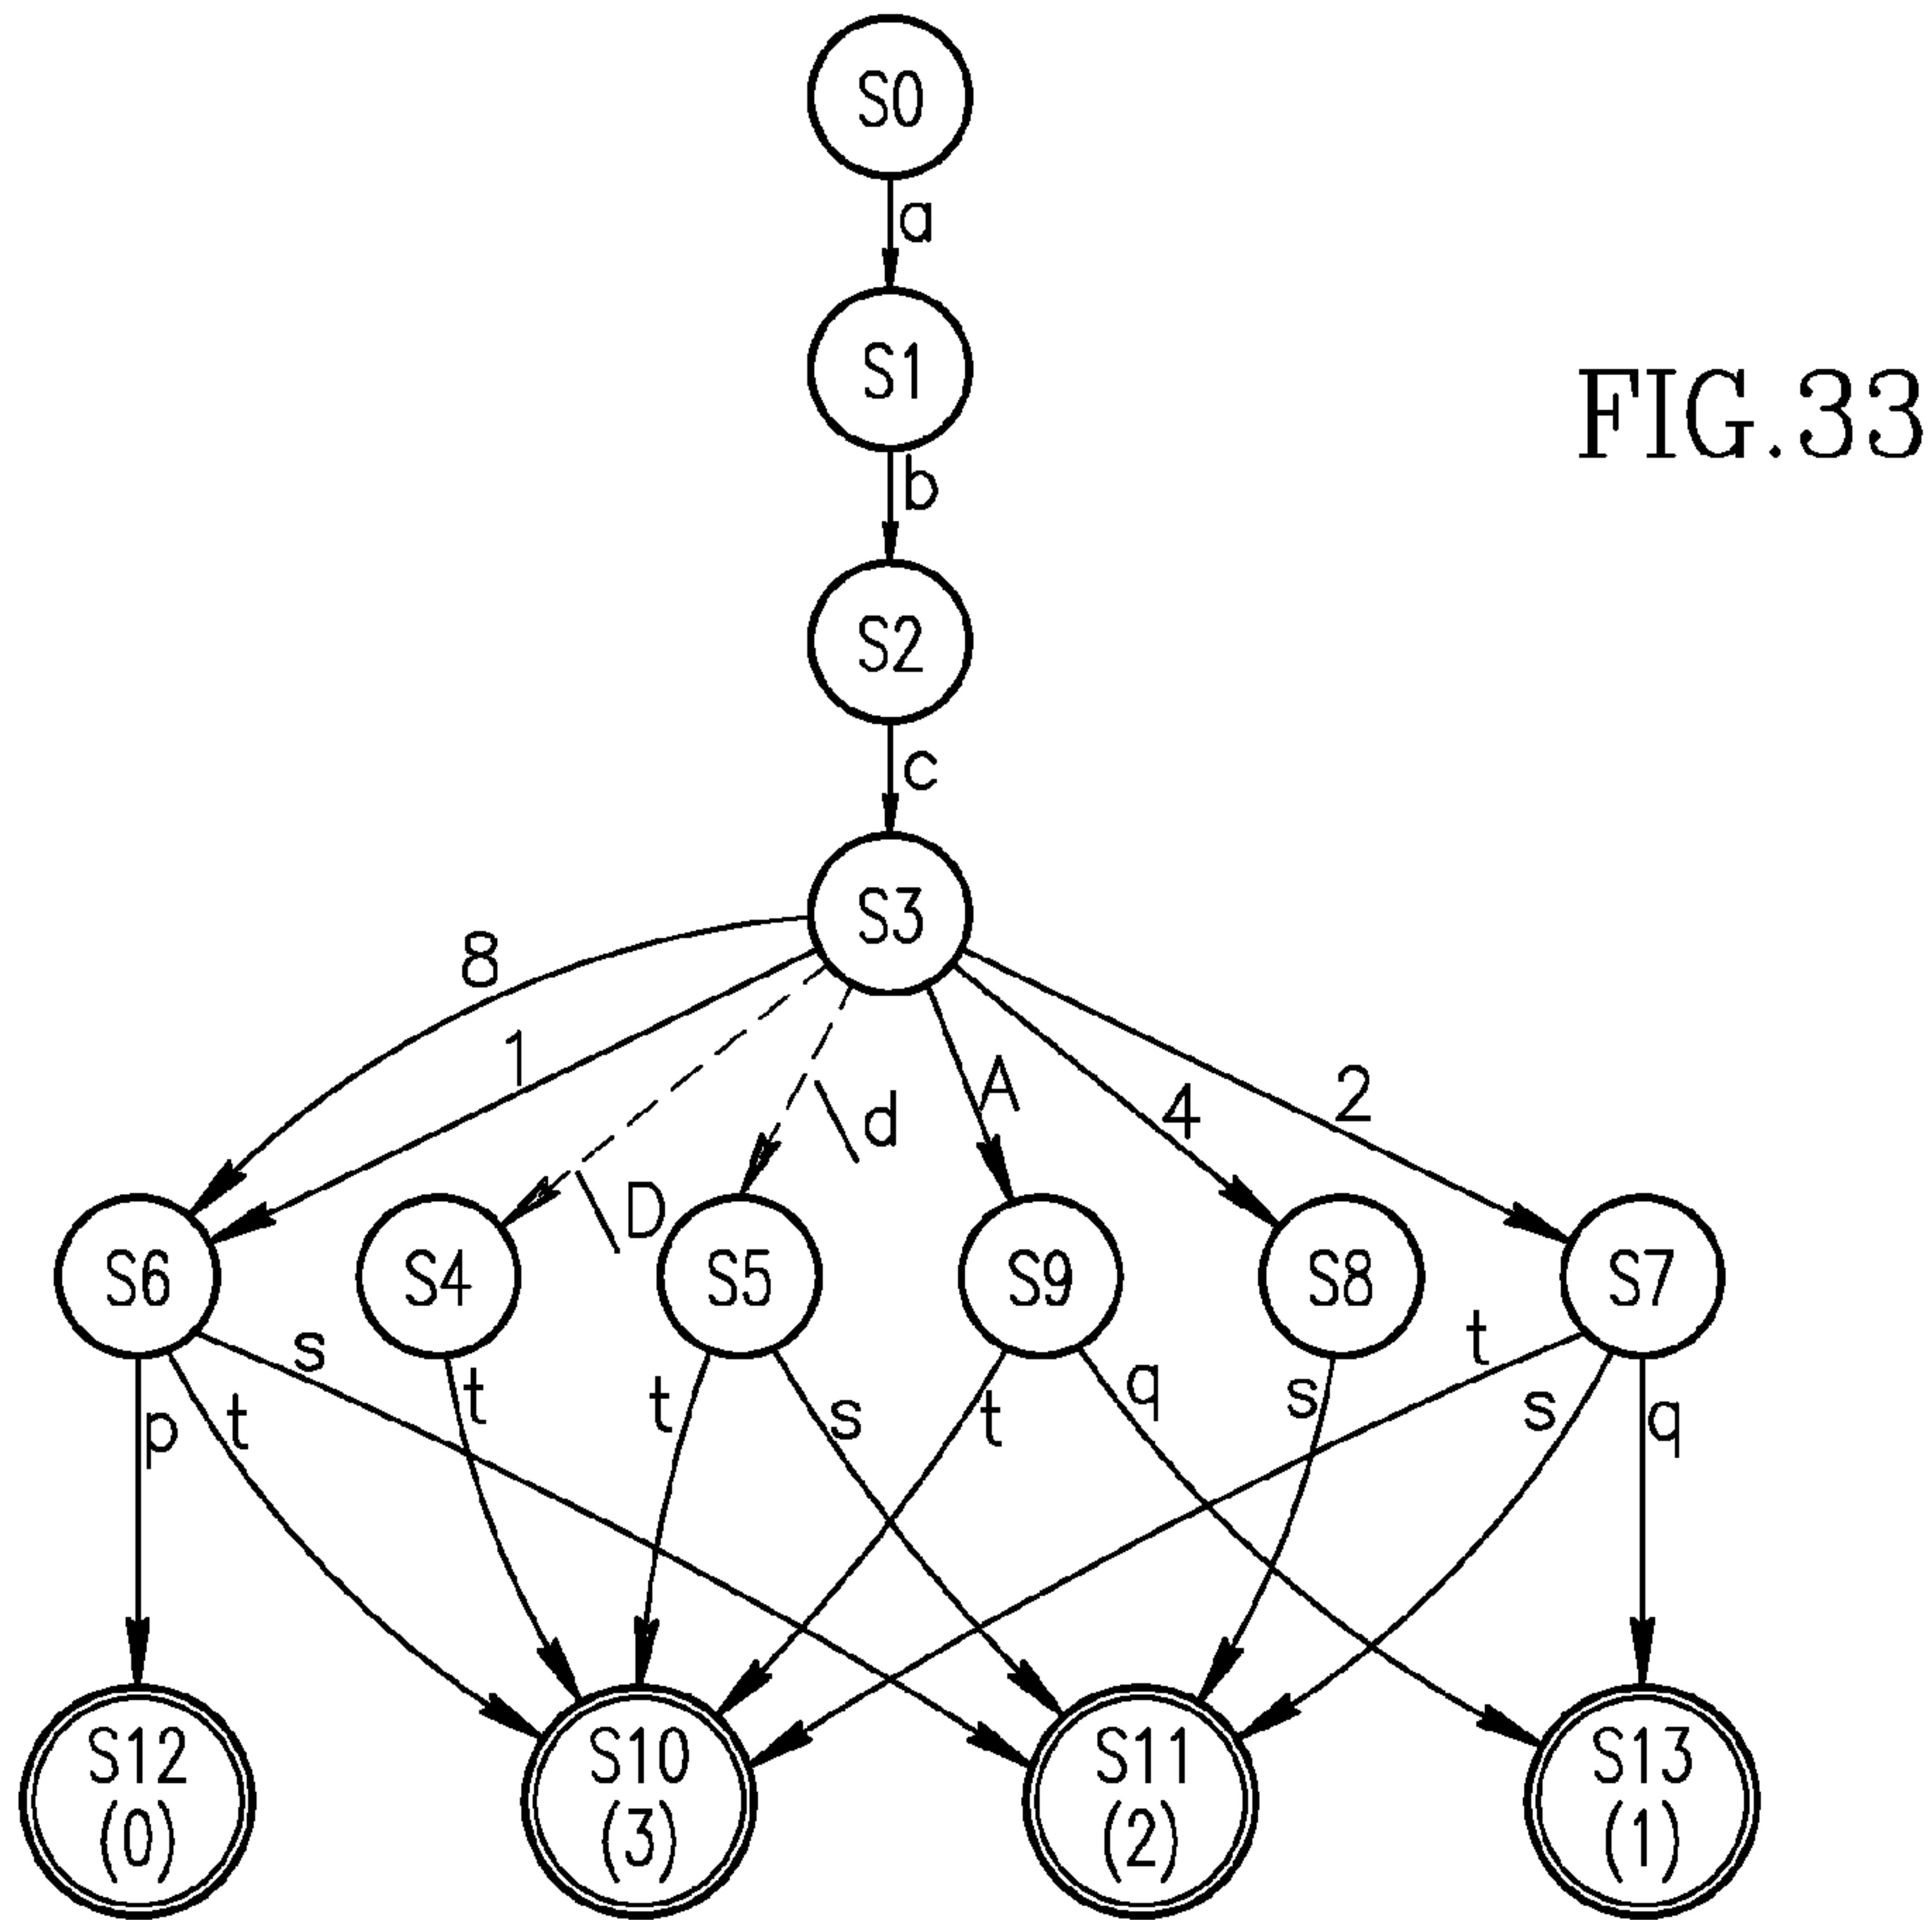 S0
a
S1
FIG.33
b
S2
c
S3
8
1
A
2
4
\d
\D
S6
S4
S5
S9
S8
S7
s
t
t
t
s
t
q
s
s
q
p
t
S12
(0)
S10
(3)
S11
(2)
S13
(1)